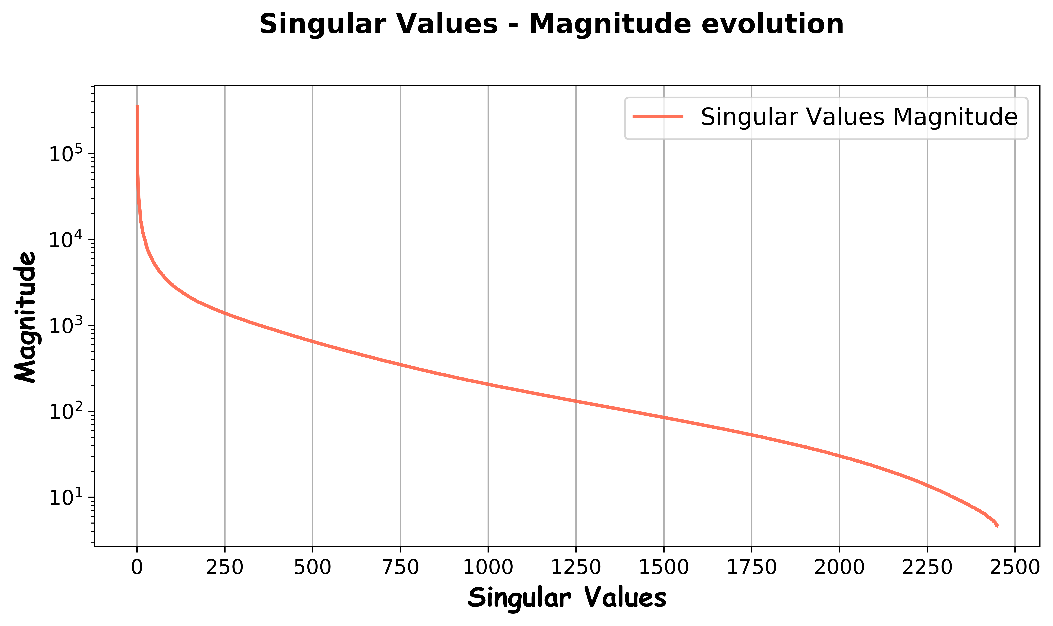 Singular Values - Magnitude evolution
Singular Values Magnitude
Magnitude
10^5
10^4
10^3
10^2
10^1
0 250 500 750 1000 1250 1500 1750 2000 2250 2500
Singular Values